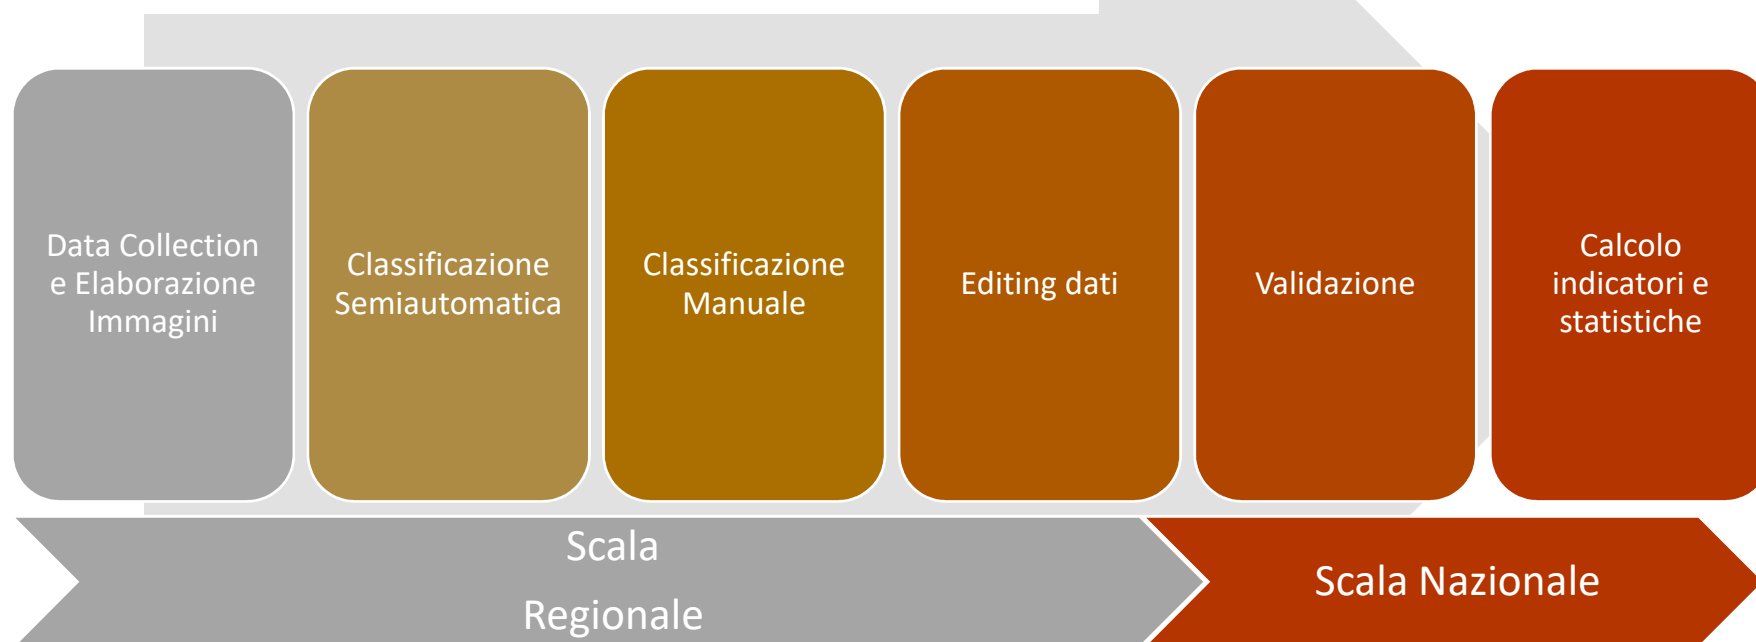 Data Collection
e Elaborazione
Immagini
Classificazione
Semiautomatica
Classificazione
Manuale
Editing dati
Validazione
Calcolo
indicatori e
statistiche
Scala
Regionale
Scala Nazionale